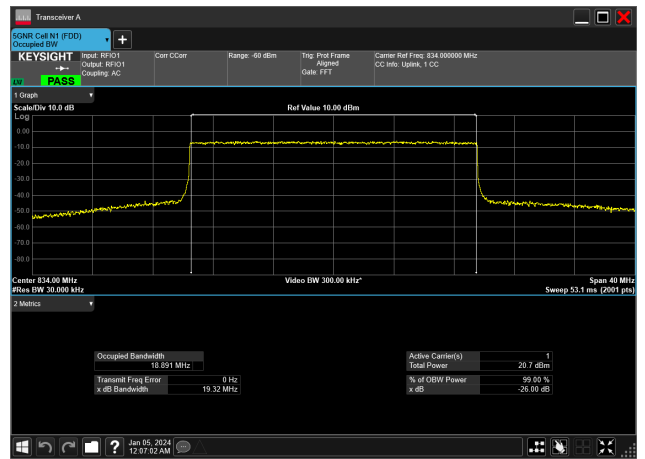 Transceiver A
5GNR Cell N1 (FDD)
Occupied BW
KEYSIGHT
PASS
Input: RFIO1
Output: RFIO1
Coupling: AC
Corr CCorr
Range: -60 dBm
Trig: Prot Frame
Aligned
Gate: FFT
Carrier Ref Freq: 834.000000 MHz
CC Info: Uplink, 1 CC
1 Graph
Scale/Div 10.0 dB
Ref Value 10.00 dBm
Log
0.00
-10.0
-20.0
-30.0
-40.0
-50.0
-60.0
-70.0
-80.0
Center 834.00 MHz
Video BW 300.00 kHz*
Span 40 MHz
#Res BW 30.000 kHz
Sweep 53.1 ms (2001 pts)
2 Metrics
Occupied Bandwidth
18.891 MHz
Active Carrier(s) 1
Total Power 20.7 dBm
Transmit Freq Error 0 Hz
x dB Bandwidth 19.32 MHz
% of OBW Power 99.00 %
x dB -26.00 dB
Jan 05, 2024
12:07:02 AM